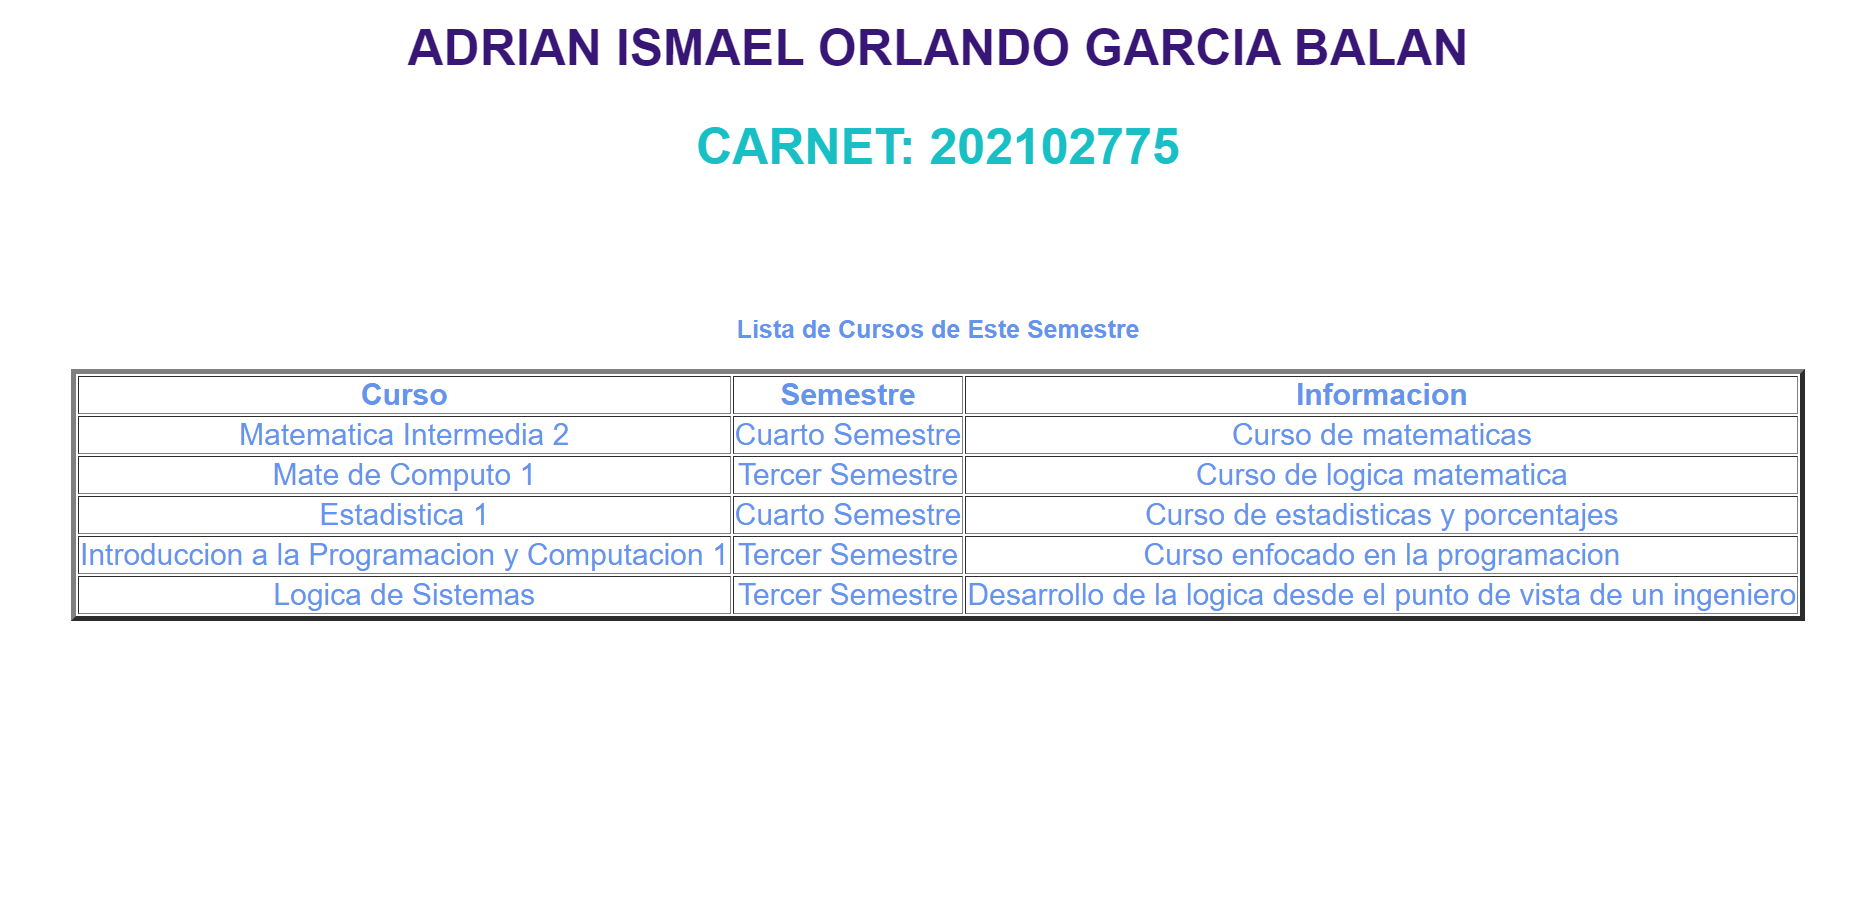 ADRIAN ISMAEL ORLANDO GARCIA BALAN
CARNET: 202102775
Lista de Cursos de Este Semestre
Curso Semestre Informacion
Matematica Intermedia 2 Cuarto Semestre Curso de matematicas
Mate de Computo 1 Tercer Semestre Curso de logica matematica
Estadistica 1 Cuarto Semestre Curso de estadisticas y porcentajes
Introduccion a la Programacion y Computacion 1 Tercer Semestre Curso enfocado en la programacion
Logica de Sistemas Tercer Semestre Desarrollo de la logica desde el punto de vista de un ingeniero